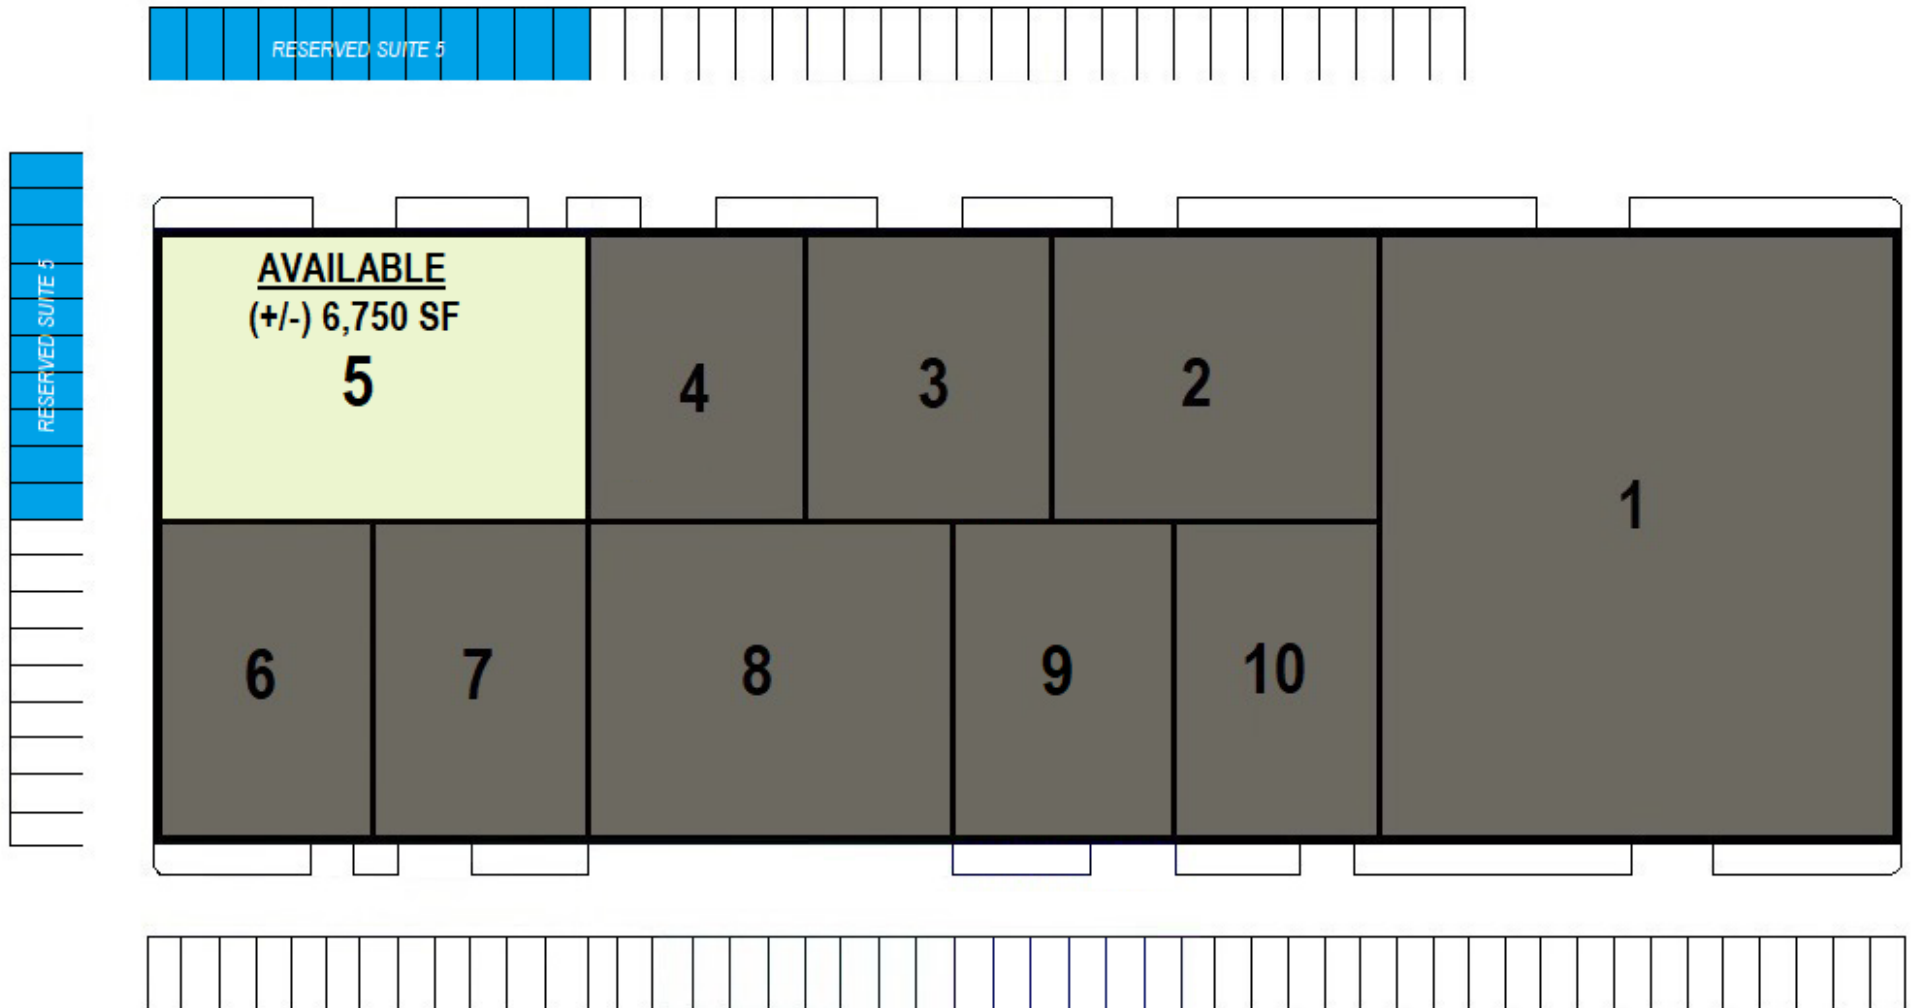 RESERVED SUITE 5
RESERVED SUITE 5
AVAILABLE
(+/-) 6,750 SF
5
4
3
2
1
6
7
8
9
10